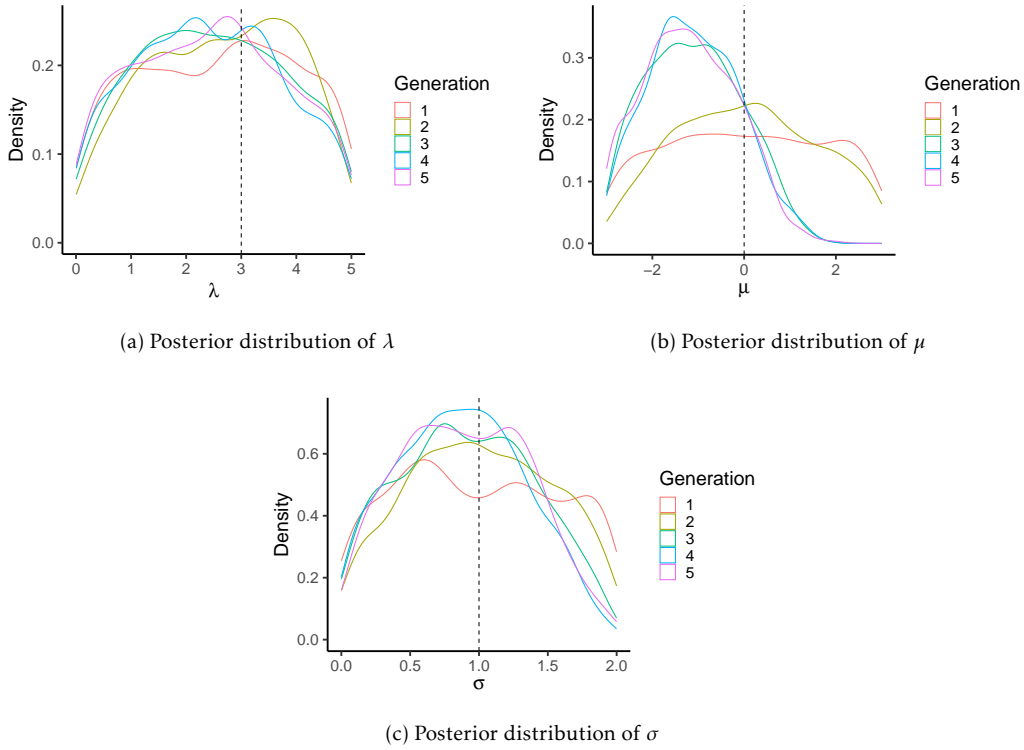 0.2
0.1
0.0
Density
0 1 2 3 4 5
λ
Generation
1
2
3
4
5
(a) Posterior distribution of λ
0.3
0.2
0.1
0.0
Density
−2 0 2
μ
Generation
1
2
3
4
5
(b) Posterior distribution of μ
0.6
0.4
0.2
0.0
Density
0.0 0.5 1.0 1.5 2.0
σ
Generation
1
2
3
4
5
(c) Posterior distribution of σ